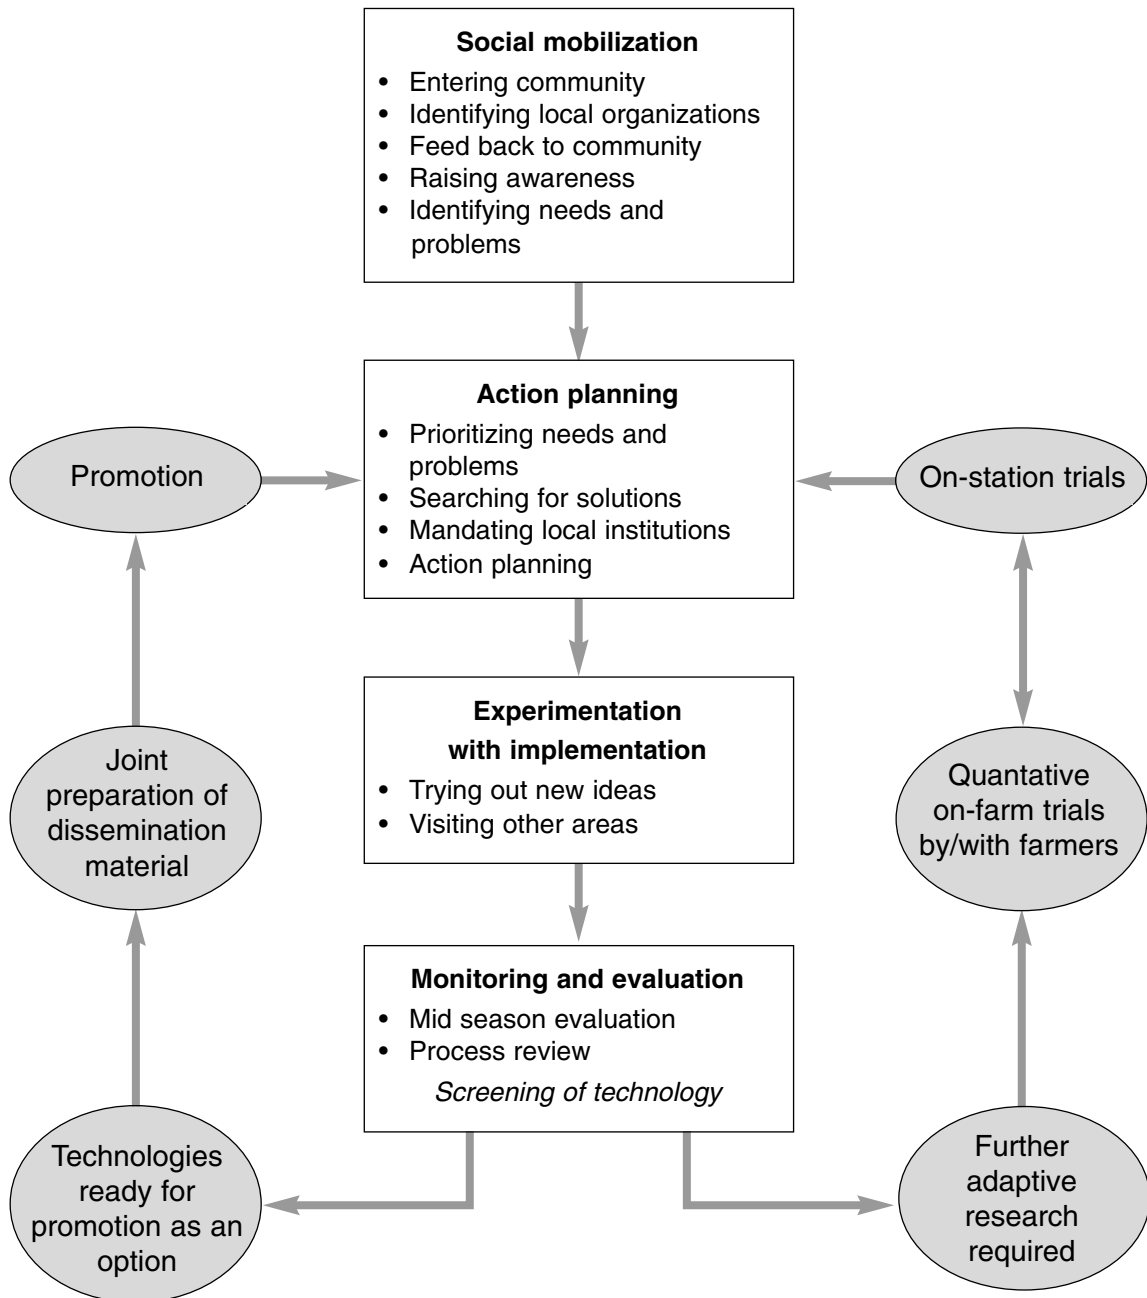 Social mobilization
• Entering community
• Identifying local organizations
• Feed back to community
• Raising awareness
• Identifying needs and
problems
Action planning
• Prioritizing needs and
problems
• Searching for solutions
• Mandating local institutions
• Action planning
Promotion
On-station trials
Experimentation
with implementation
• Trying out new ideas
• Visiting other areas
Joint
preparation of
dissemination
material
Quantative
on-farm trials
by/with farmers
Monitoring and evaluation
• Mid season evaluation
• Process review
Screening of technology
Technologies
ready for
promotion as an
option
Further
adaptive
research
required